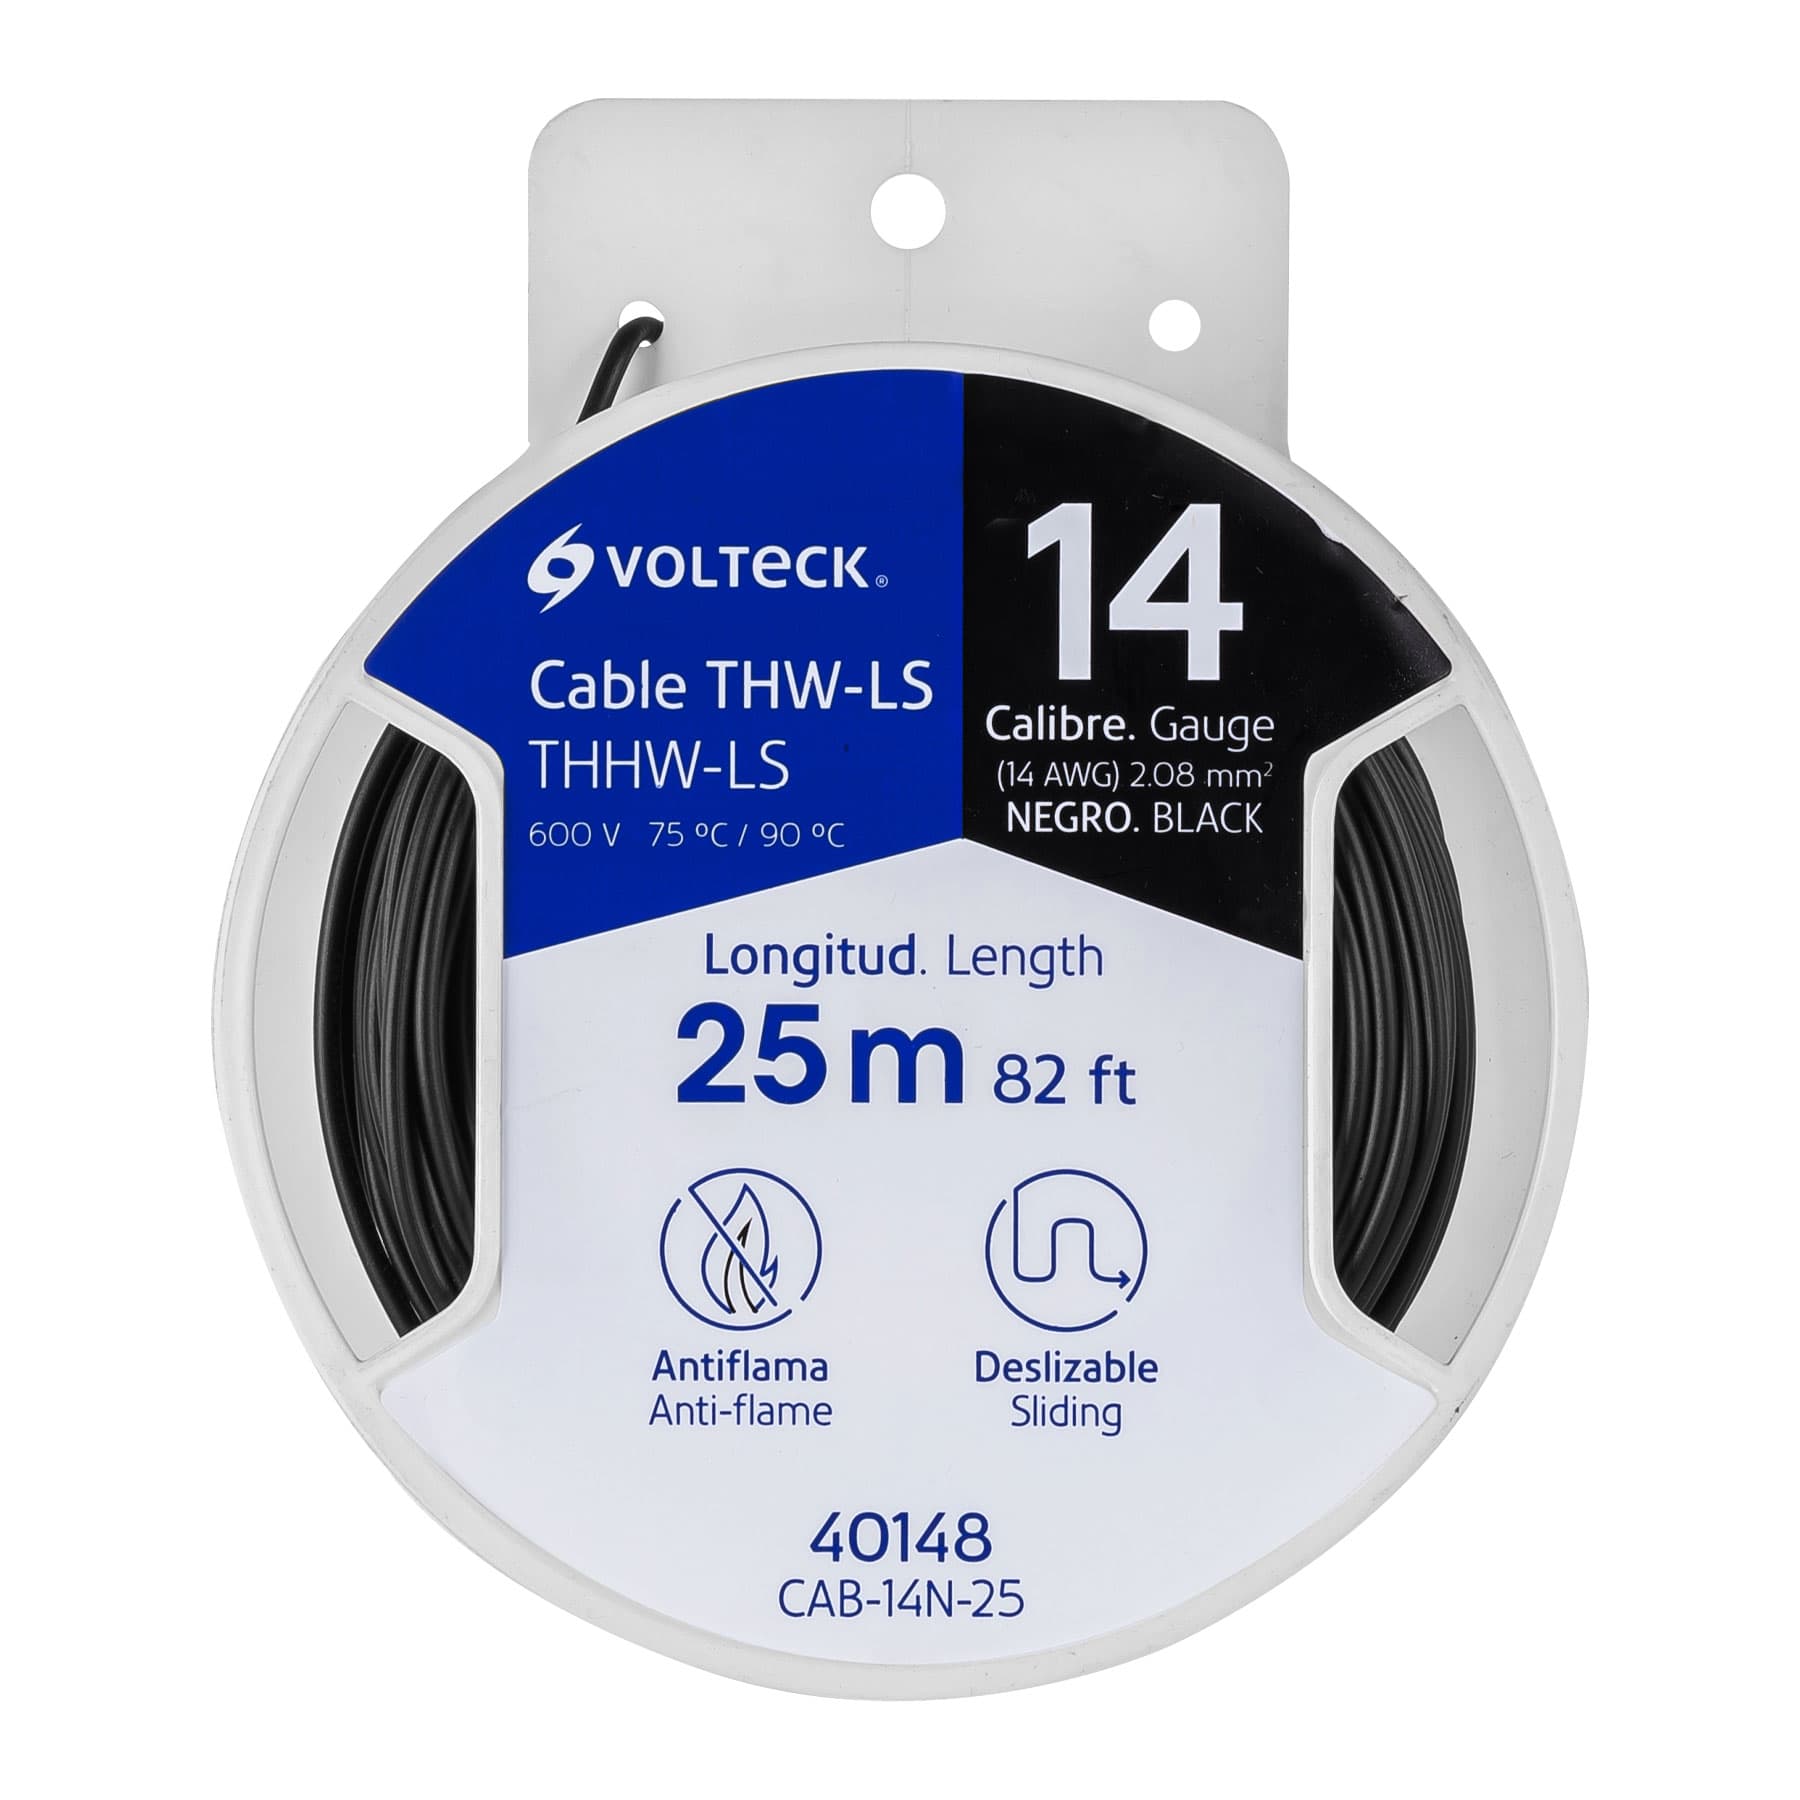 VOLTECK®
Cable THW-LS
THHW-LS
600 V 75 ºC / 90 ºC
14
Calibre. Gauge
(14 AWG) 2.08 mm²
NEGRO. BLACK
Longitud. Length
25 m 82 ft
Antiflama
Anti-flame
Deslizable
Sliding
40148
CAB-14N-25